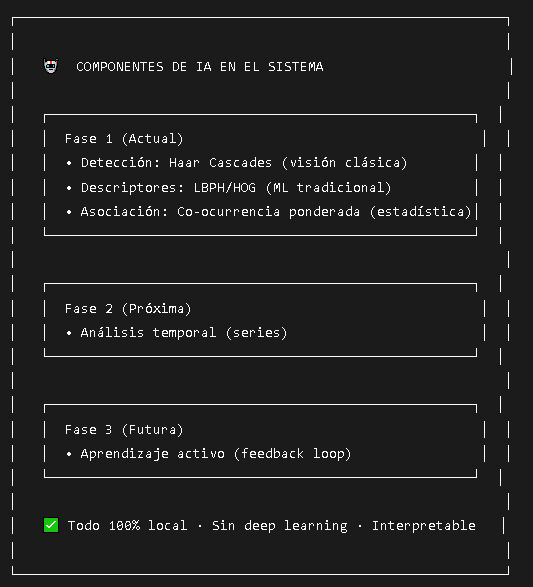 🤖 COMPONENTES DE IA EN EL SISTEMA
Fase 1 (Actual)
• Detección: Haar Cascades (visión clásica)
• Descriptores: LBPH/HOG (ML tradicional)
• Asociación: Co-ocurrencia ponderada (estadística)
Fase 2 (Próxima)
• Análisis temporal (series)
Fase 3 (Futura)
• Aprendizaje activo (feedback loop)
✅ Todo 100% local · Sin deep learning · Interpretable